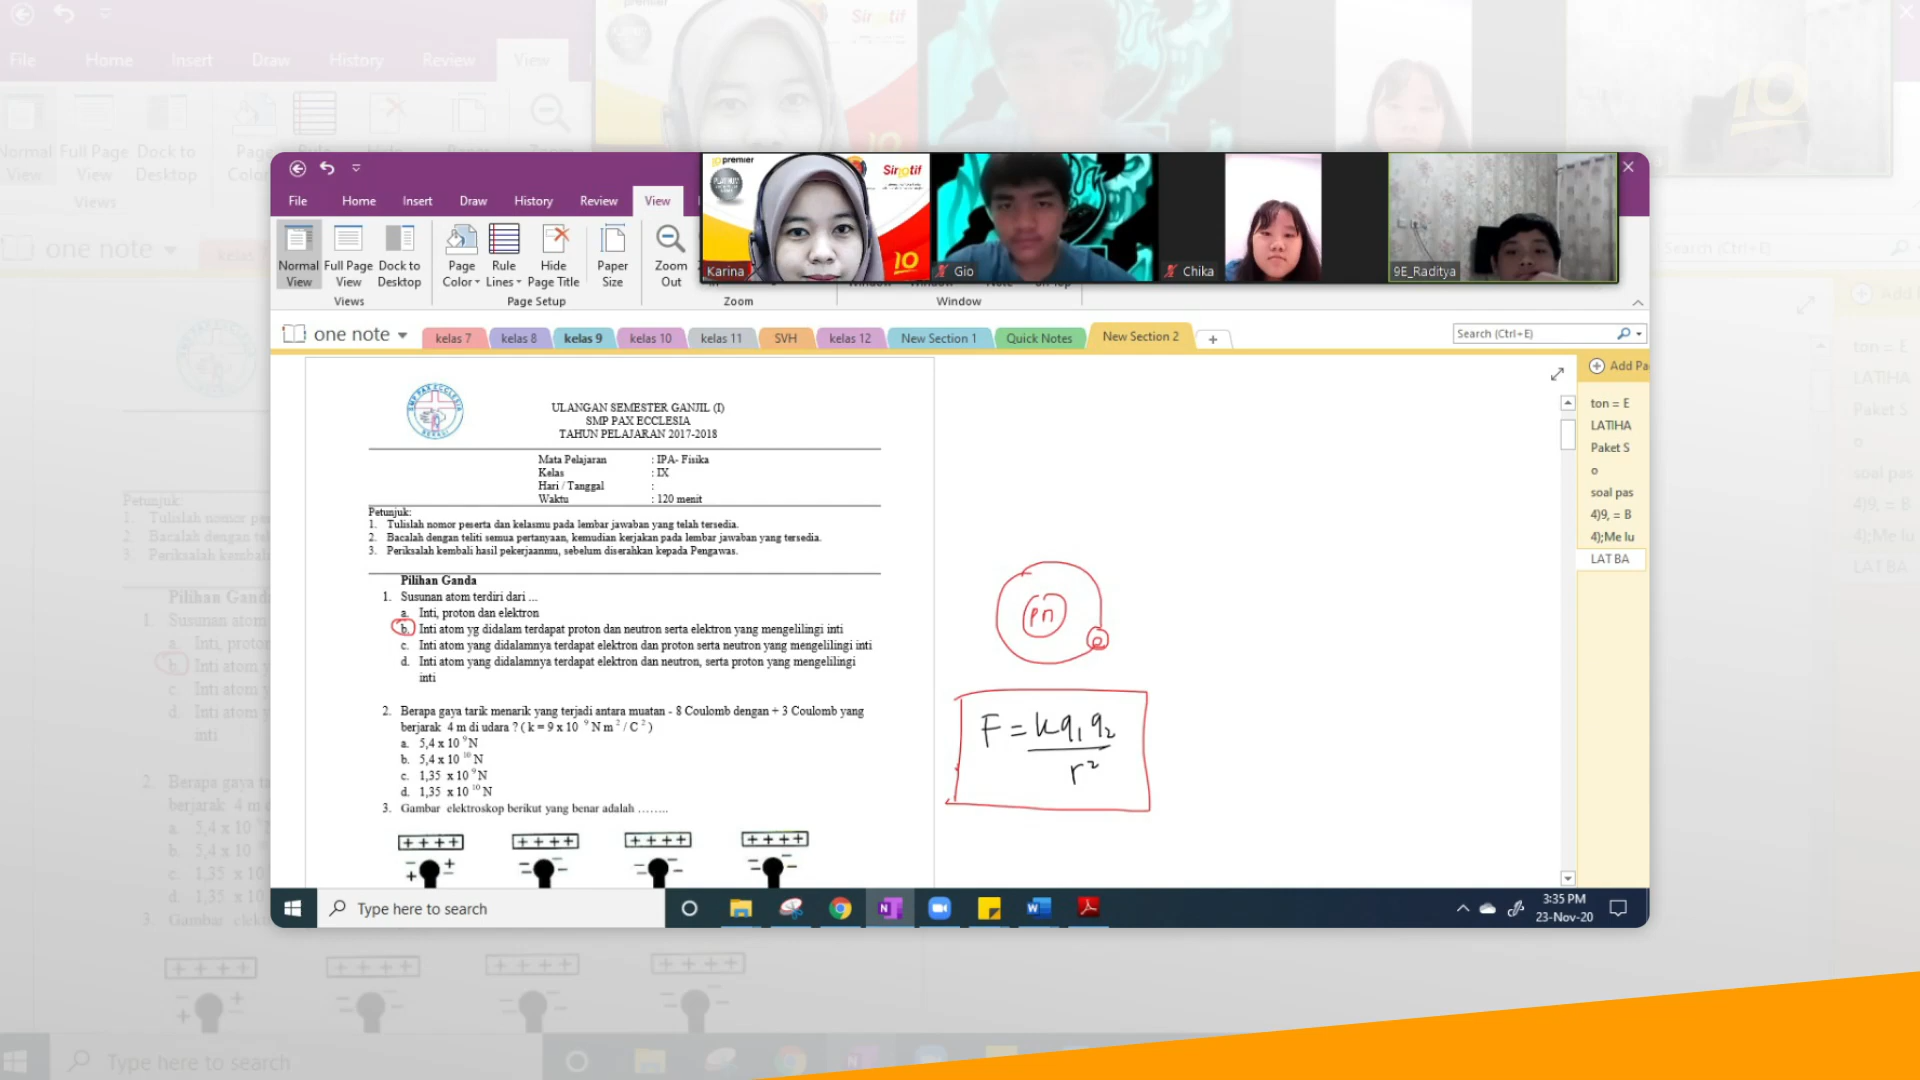 File Home Insert Draw History Review View
Normal View
Full Page View
Dock to Desktop
Page Color
Rule Lines
Hide Page Title
Paper Size
Zoom Out
Views
Page Setup
Zoom
Window
premier
Sinotif
10
Karina
Gio
Chika
9E_Raditya
one note
kelas 7 kelas 8 kelas 9 kelas 10 kelas 11 SVH kelas 12 New Section 1 Quick Notes New Section 2 +
Search (Ctrl+E)
Add Pa
ton = E
LATIHA
Paket S
o
soal pas
4)9, = B
4);Me lu
LAT BA
ULANGAN SEMESTER GANJIL (I)
SMP PAX ECCLESIA
TAHUN PELAJARAN 2017-2018
Mata Pelajaran : IPA- Fisika
Kelas : IX
Hari / Tanggal :
Waktu : 120 menit
Petunjuk:
1. Tulislah nomor peserta dan kelasmu pada lembar jawaban yang telah tersedia.
2. Bacalah dengan teliti semua pertanyaan, kemudian kerjakan pada lembar jawaban yang tersedia.
3. Periksalah kembali hasil pekerjaanmu, sebelum diserahkan kepada Pengawas.
Pilihan Ganda
1. Susunan atom terdiri dari ...
a. Inti, proton dan elektron
b. Inti atom yg didalam terdapat proton dan neutron serta elektron yang mengelilingi inti
c. Inti atom yang didalamnya terdapat elektron dan proton serta neutron yang mengelilingi inti
d. Inti atom yang didalamnya terdapat elektron dan neutron, serta proton yang mengelilingi
inti
2. Berapa gaya tarik menarik yang terjadi antara muatan - 8 Coulomb dengan + 3 Coulomb yang
berjarak 4 m di udara ? ( k = 9 x 10 ⁹ N m ² / C ² )
a. 5,4 x 10 ⁹ N
b. 5,4 x 10 ¹⁰ N
c. 1,35 x 10 ⁹ N
d. 1,35 x 10 ¹⁰ N
3. Gambar elektroskop berikut yang benar adalah ........
++++ ++++ ++++ ++++
pn
e
F = kq₁q₂
r²
Type here to search
3:35 PM
23-Nov-20